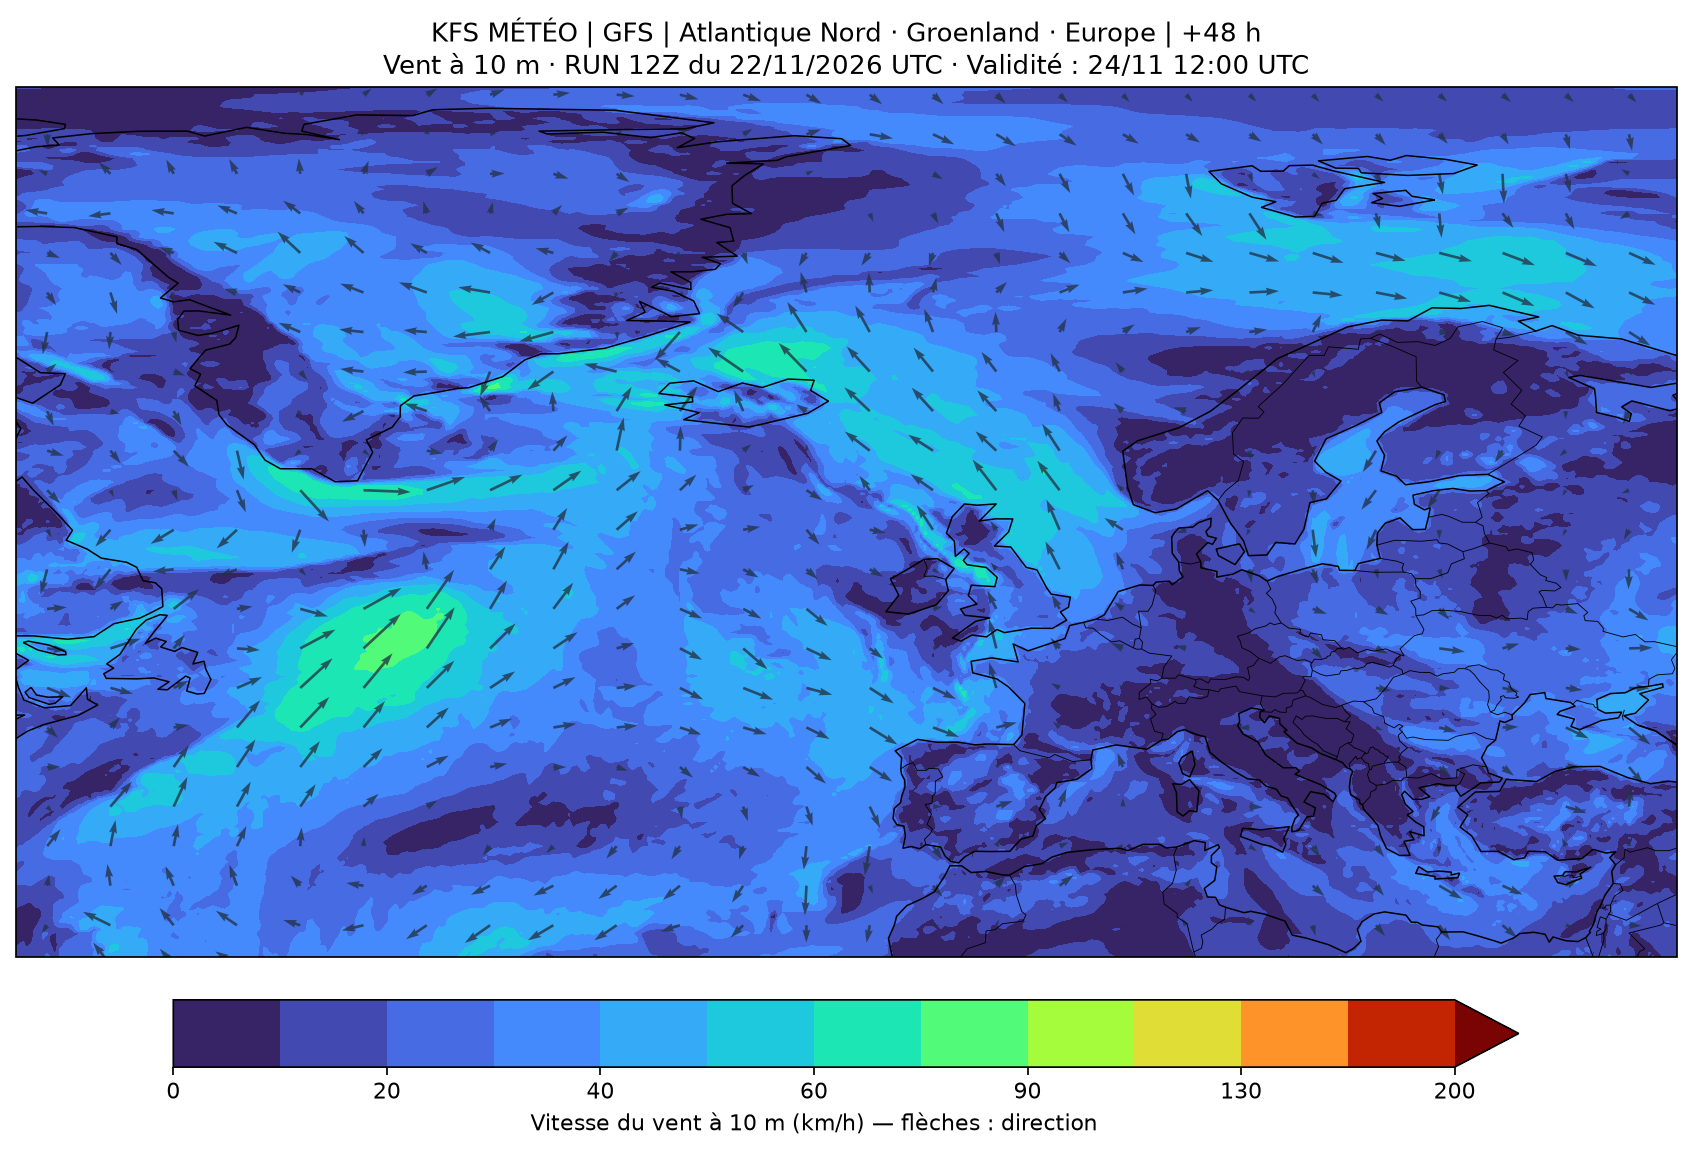 KFS MÉTÉO | GFS | Atlantique Nord · Groenland · Europe | +48 h
Vent à 10 m · RUN 12Z du 22/11/2026 UTC · Validité : 24/11 12:00 UTC
0 20 40 60 90 130 200
Vitesse du vent à 10 m (km/h) — flèches : direction